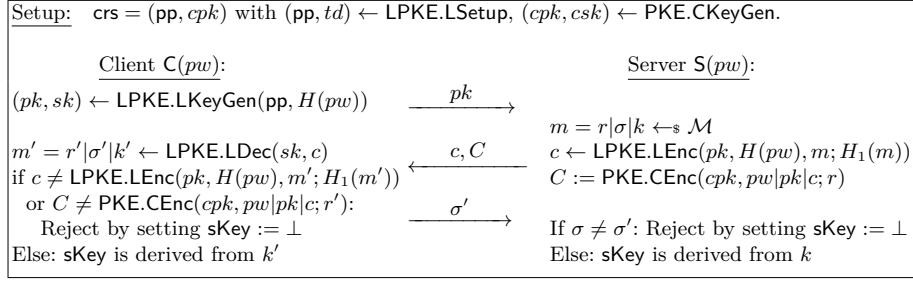 Setup: crs = (pp, cpk) with (pp, td) ← LPKE.LSetup, (cpk, csk) ← PKE.CKeyGen.
Client C(pw): Server S(pw):
(pk, sk) ← LPKE.LKeyGen(pp, H(pw)) pk
m = r|σ|k ←$ M
m′ = r′|σ′|k′ ← LPKE.LDec(sk, c) c, C c ← LPKE.LEnc(pk, H(pw), m; H₁(m))
if c ≠ LPKE.LEnc(pk, H(pw), m′; H₁(m′)) C := PKE.CEnc(cpk, pw|pk|c; r)
or C ≠ PKE.CEnc(cpk, pw|pk|c; r′): σ′
Reject by setting sKey := ⊥ If σ ≠ σ′: Reject by setting sKey := ⊥
Else: sKey is derived from k′ Else: sKey is derived from k